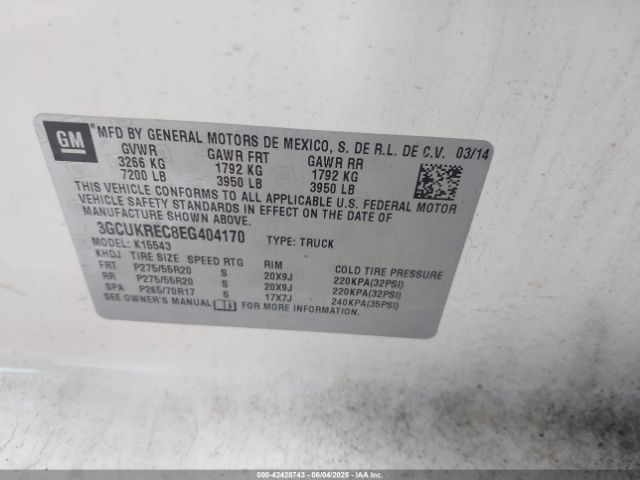 GM
*MFD BY GENERAL MOTORS DE MEXICO, S. DE R.L. DE C.V. 03/14
GVWR GAWR FRT GAWR RR
3266 KG 1792 KG 1792 KG
7200 LB 3950 LB 3950 LB
THIS VEHICLE CONFORMS TO ALL APPLICABLE U.S. FEDERAL MOTOR
VEHICLE SAFETY STANDARDS IN EFFECT ON THE DATE OF
MANUFACTURE SHOWN ABOVE.
3GCUKREC8EG404170 TYPE: TRUCK
MODEL: K15543
KHDJ TIRE SIZE SPEED RTG RIM COLD TIRE PRESSURE
FRT P275/55R20 S 20X9J 220KPA(32PSI)
RR P275/55R20 S 20X9J 220KPA(32PSI)
SPA P265/70R17 S 17X7J 240KPA(35PSI)
SEE OWNER'S MANUAL FOR MORE INFORMATION.
000-42428743 - 06/04/2025 - COPYRIGHT IAA, LLC